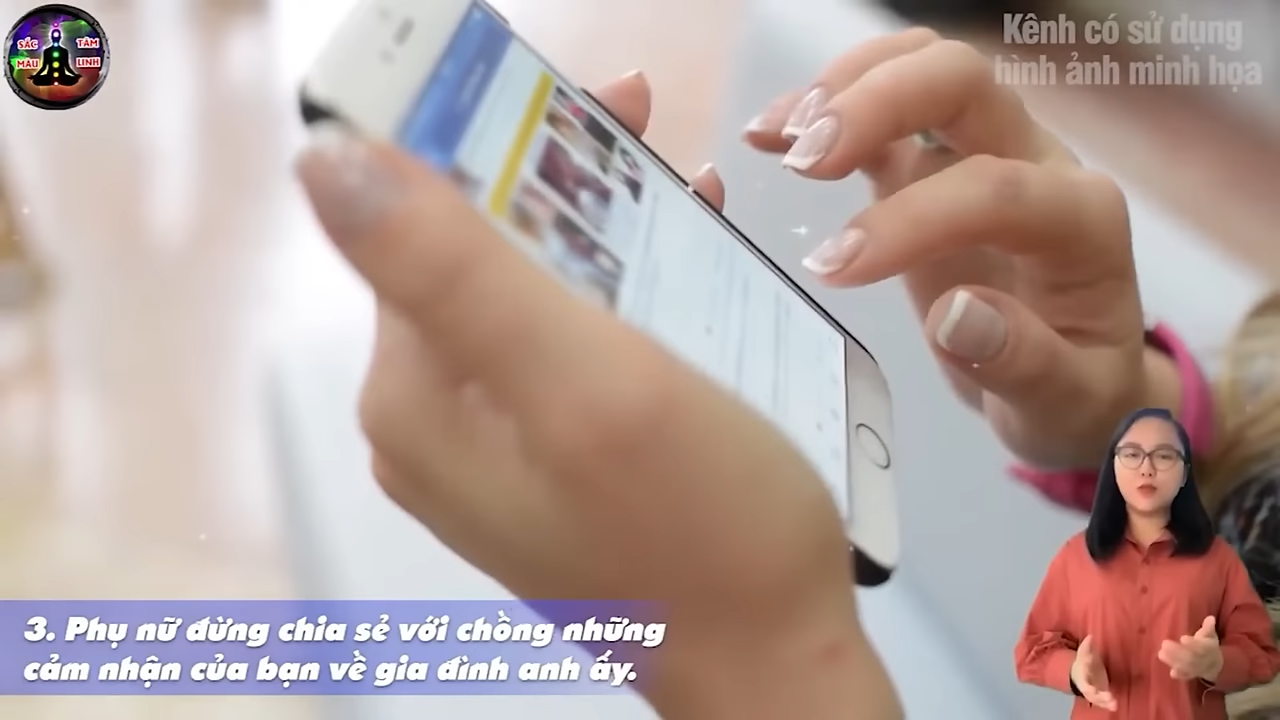 SẮC
MÀU
TÂM
LINH
Kênh có sử dụng
hình ảnh minh họa
3. Phụ nữ đừng chia sẻ với chồng những
cảm nhận của bạn về gia đình anh ấy.